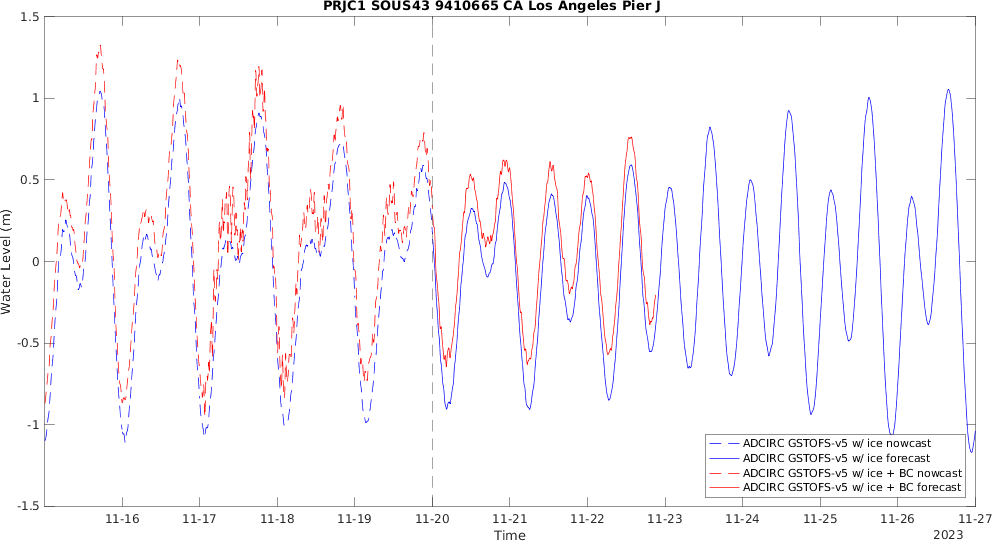 PRJC1 SOUS43 9410665 CA Los Angeles Pier J
1.5
1
0.5
0
-0.5
-1
-1.5
Water Level (m)
ADCIRC GSTOFS-v5 w/ ice nowcast
ADCIRC GSTOFS-v5 w/ ice forecast
ADCIRC GSTOFS-v5 w/ ice + BC nowcast
ADCIRC GSTOFS-v5 w/ ice + BC forecast
11-16 11-17 11-18 11-19 11-20 11-21 11-22 11-23 11-24 11-25 11-26 11-27
Time
2023